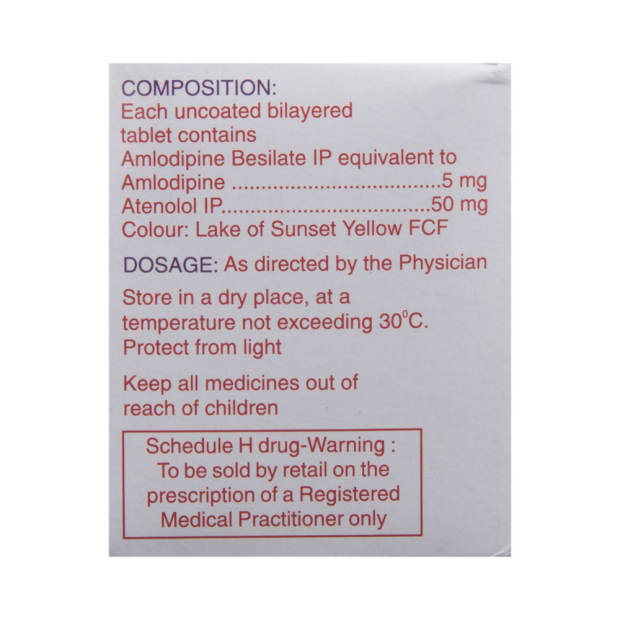 COMPOSITION:
Each uncoated bilayered
tablet contains
Amlodipine Besilate IP equivalent to
Amlodipine ....................................5 mg
Atenolol IP....................................50 mg
Colour: Lake of Sunset Yellow FCF
DOSAGE: As directed by the Physician
Store in a dry place, at a
temperature not exceeding 30⁰C.
Protect from light
Keep all medicines out of
reach of children
Schedule H drug-Warning :
To be sold by retail on the
prescription of a Registered
Medical Practitioner only